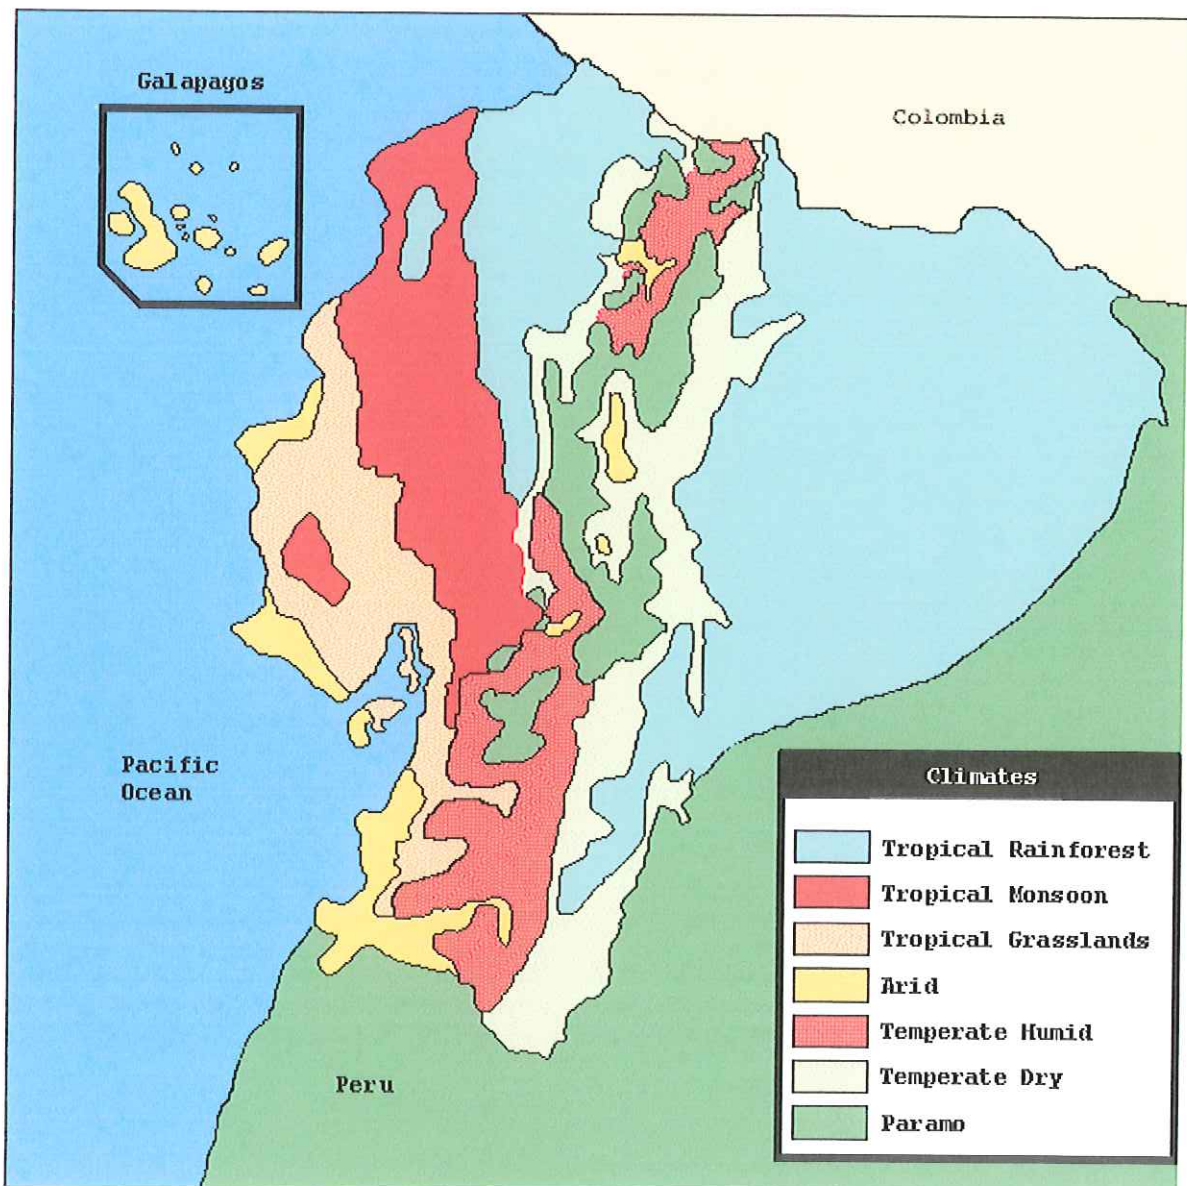 Galapagos
Colombia
Pacific
Ocean
Peru
Climates
Tropical Rainforest
Tropical Monsoon
Tropical Grasslands
Arid
Temperate Humid
Temperate Dry
Paramo